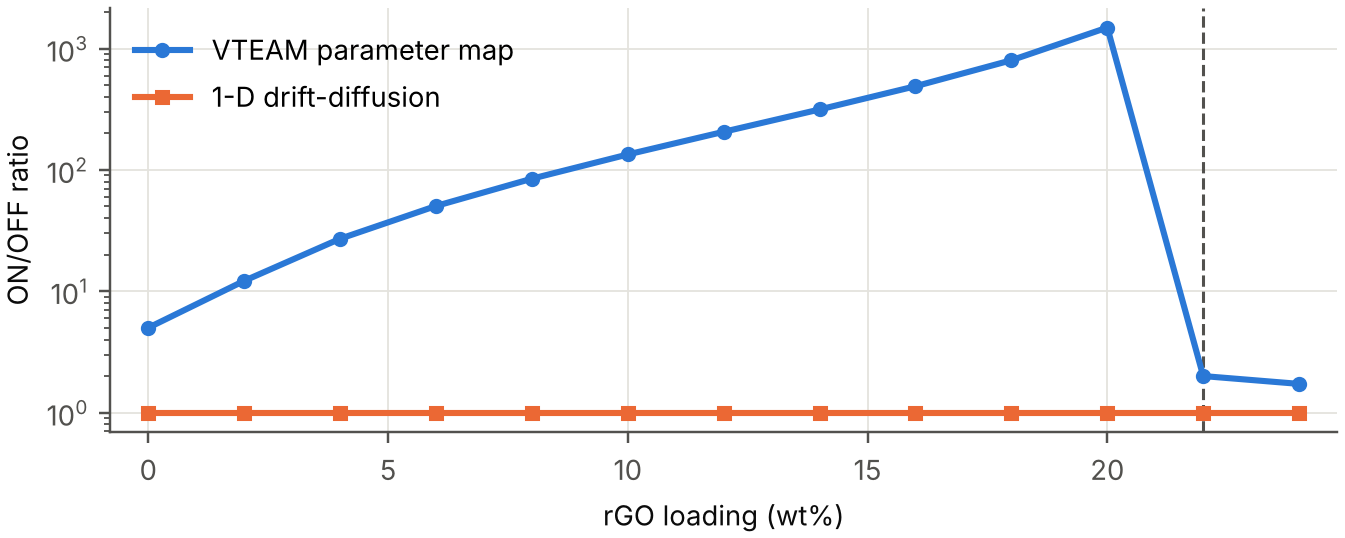 VTEAM parameter map
1-D drift-diffusion
ON/OFF ratio
10³
10²
10¹
10⁰
0 5 10 15 20
rGO loading (wt%)